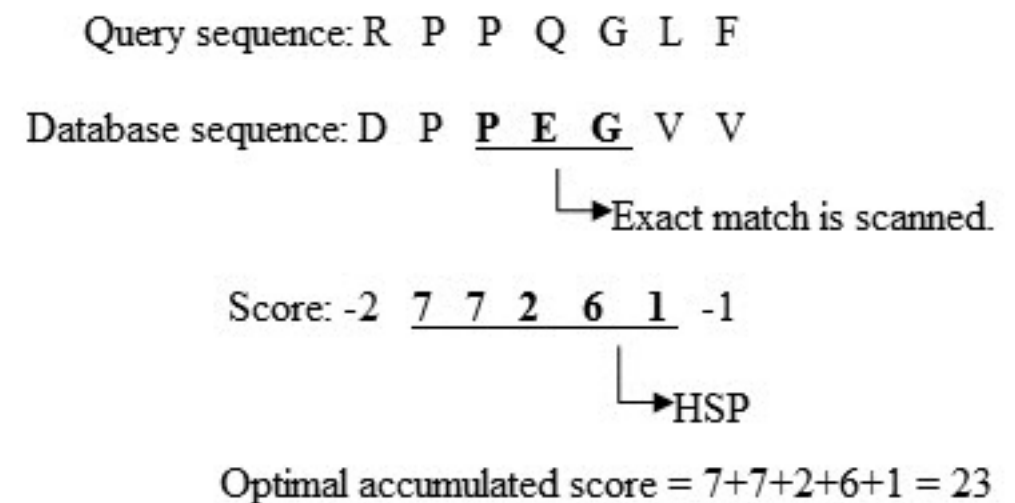 Query sequence: R P P Q G L F
Database sequence: D P P E G V V
Exact match is scanned.
Score: -2 7 7 2 6 1 -1
HSP
Optimal accumulated score = 7+7+2+6+1 = 23